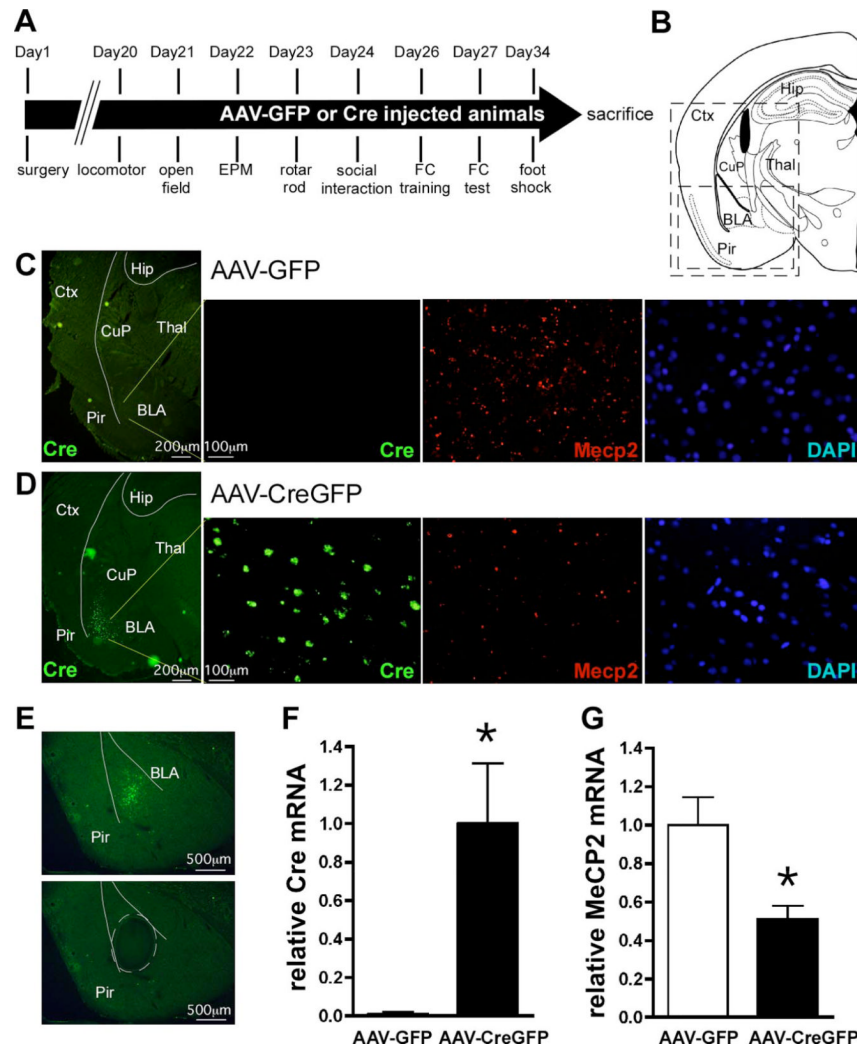 A
Day1 Day20 Day21 Day22 Day23 Day24 Day26 Day27 Day34
AAV-GFP or Cre injected animals
sacrifice
surgery locomotor open field EPM rotar rod social interaction FC training FC test foot shock
B
Hip
Ctx
CuP
Thal
BLA
Pir
C
AAV-GFP
Hip
Ctx
Thal
CuP
BLA
Pir
200μm
Cre
100μm
Cre
Mecp2
DAPI
D
AAV-CreGFP
Hip
Ctx
Thal
CuP
BLA
Pir
200μm
Cre
100μm
Cre
Mecp2
DAPI
E
BLA
Pir
500μm
Pir
500μm
F
relative Cre mRNA
1.4
1.2
1.0
0.8
0.6
0.4
0.2
0.0
*
AAV-GFP AAV-CreGFP
G
relative MeCP2 mRNA
1.4
1.2
1.0
0.8
0.6
0.4
0.2
0.0
*
AAV-GFP AAV-CreGFP